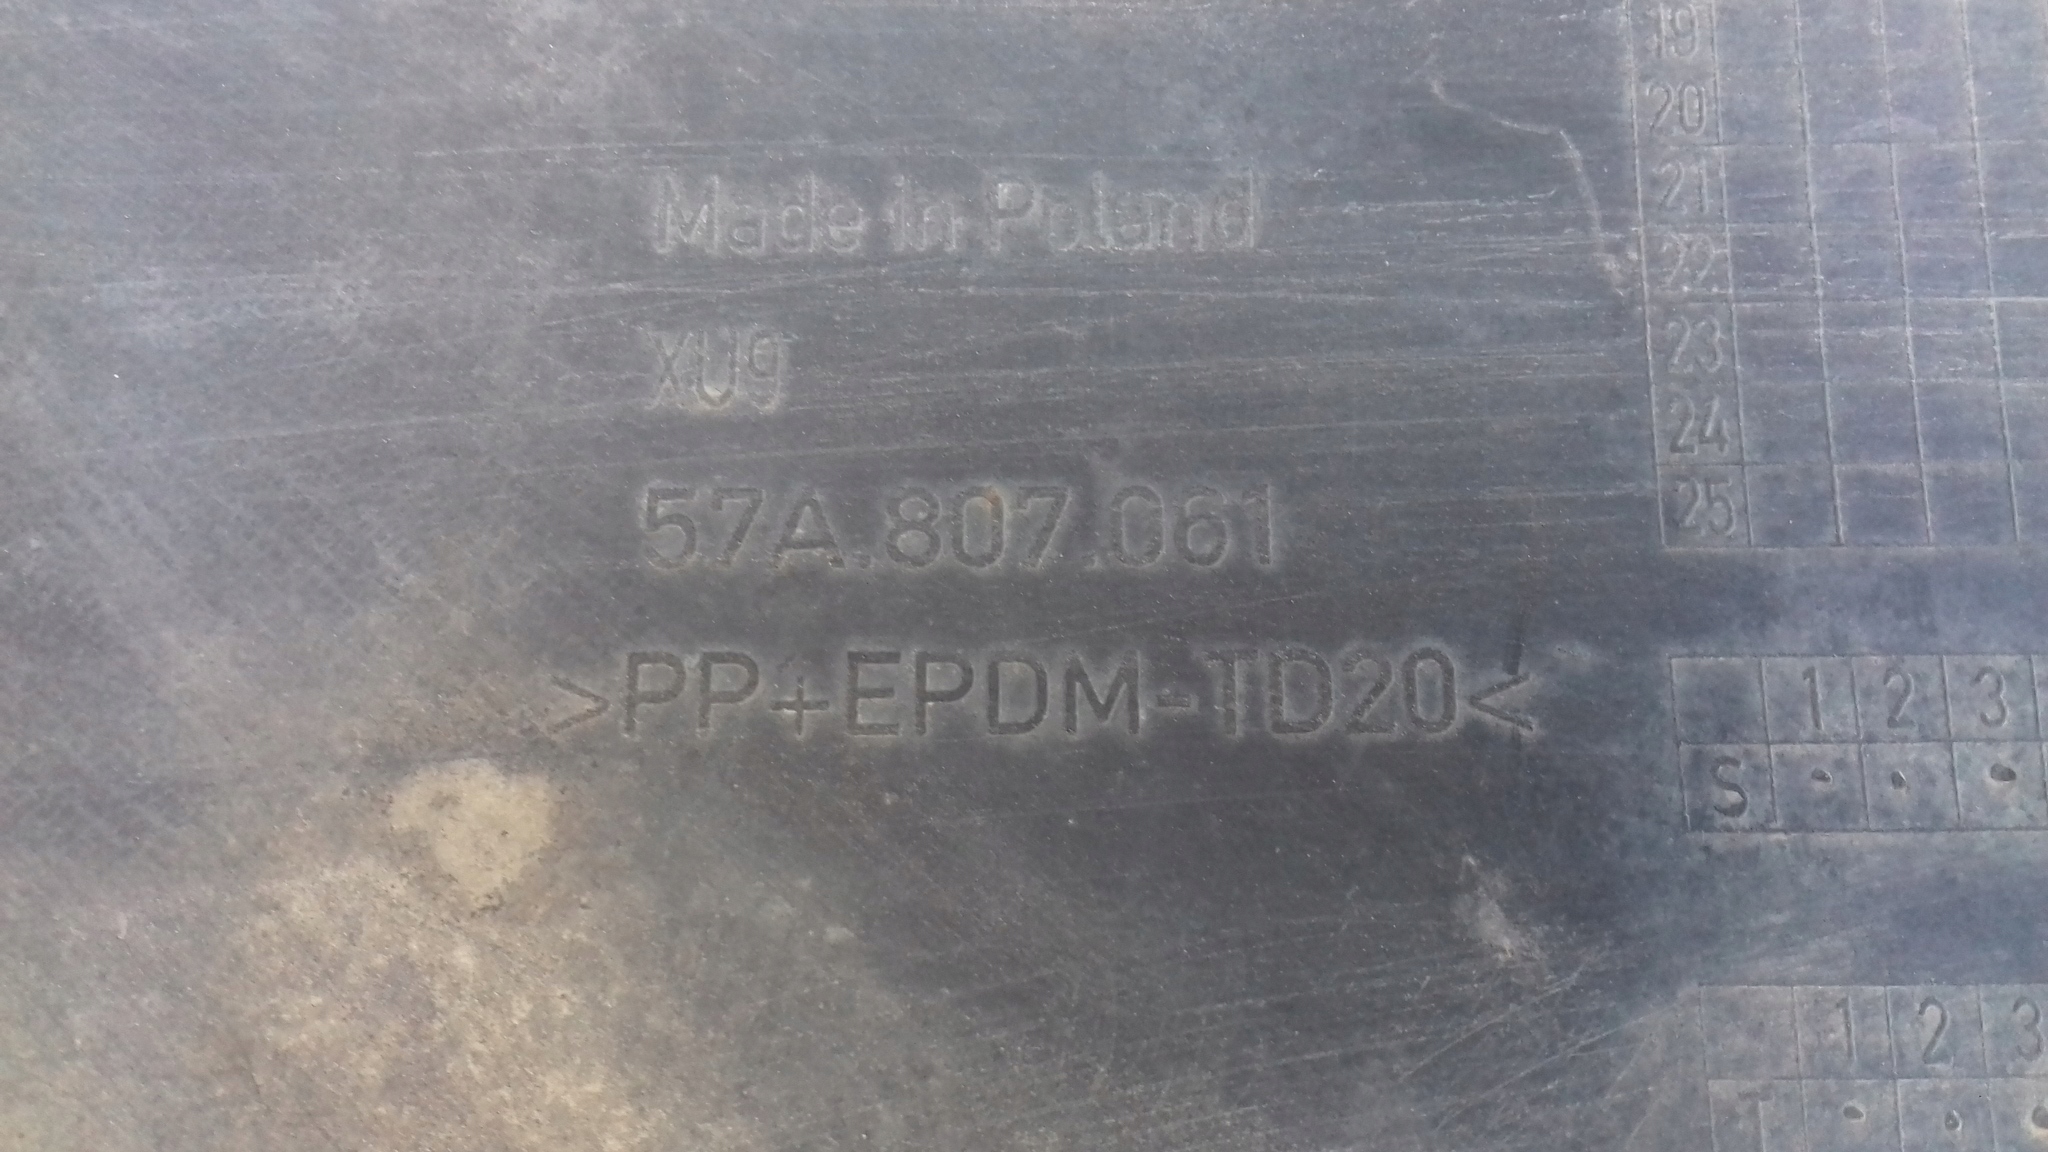 Made in Poland
XU9
57A.807.061
>PP+EPDM-TD20<
19
20
21
22
23
24
25
1 2 3
S
1 2 3
T